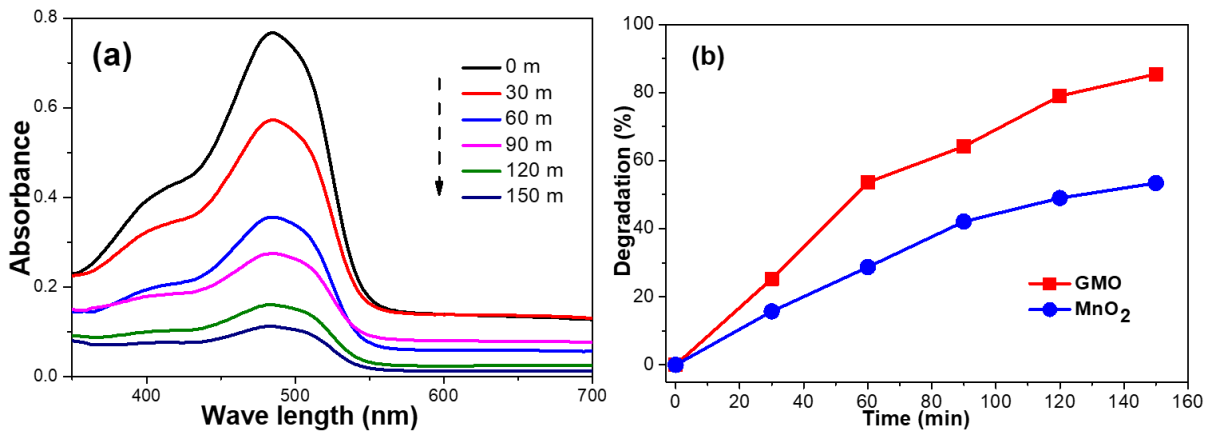 (a)
0 m
30 m
60 m
90 m
120 m
150 m
0.8
0.6
0.4
0.2
0.0
400
500
600
700
Absorbance
Wave length (nm)
(b)
100
80
60
40
20
0
0
20
40
60
80
100
120
140
160
Degradation (%)
Time (min)
GMO
MnO₂